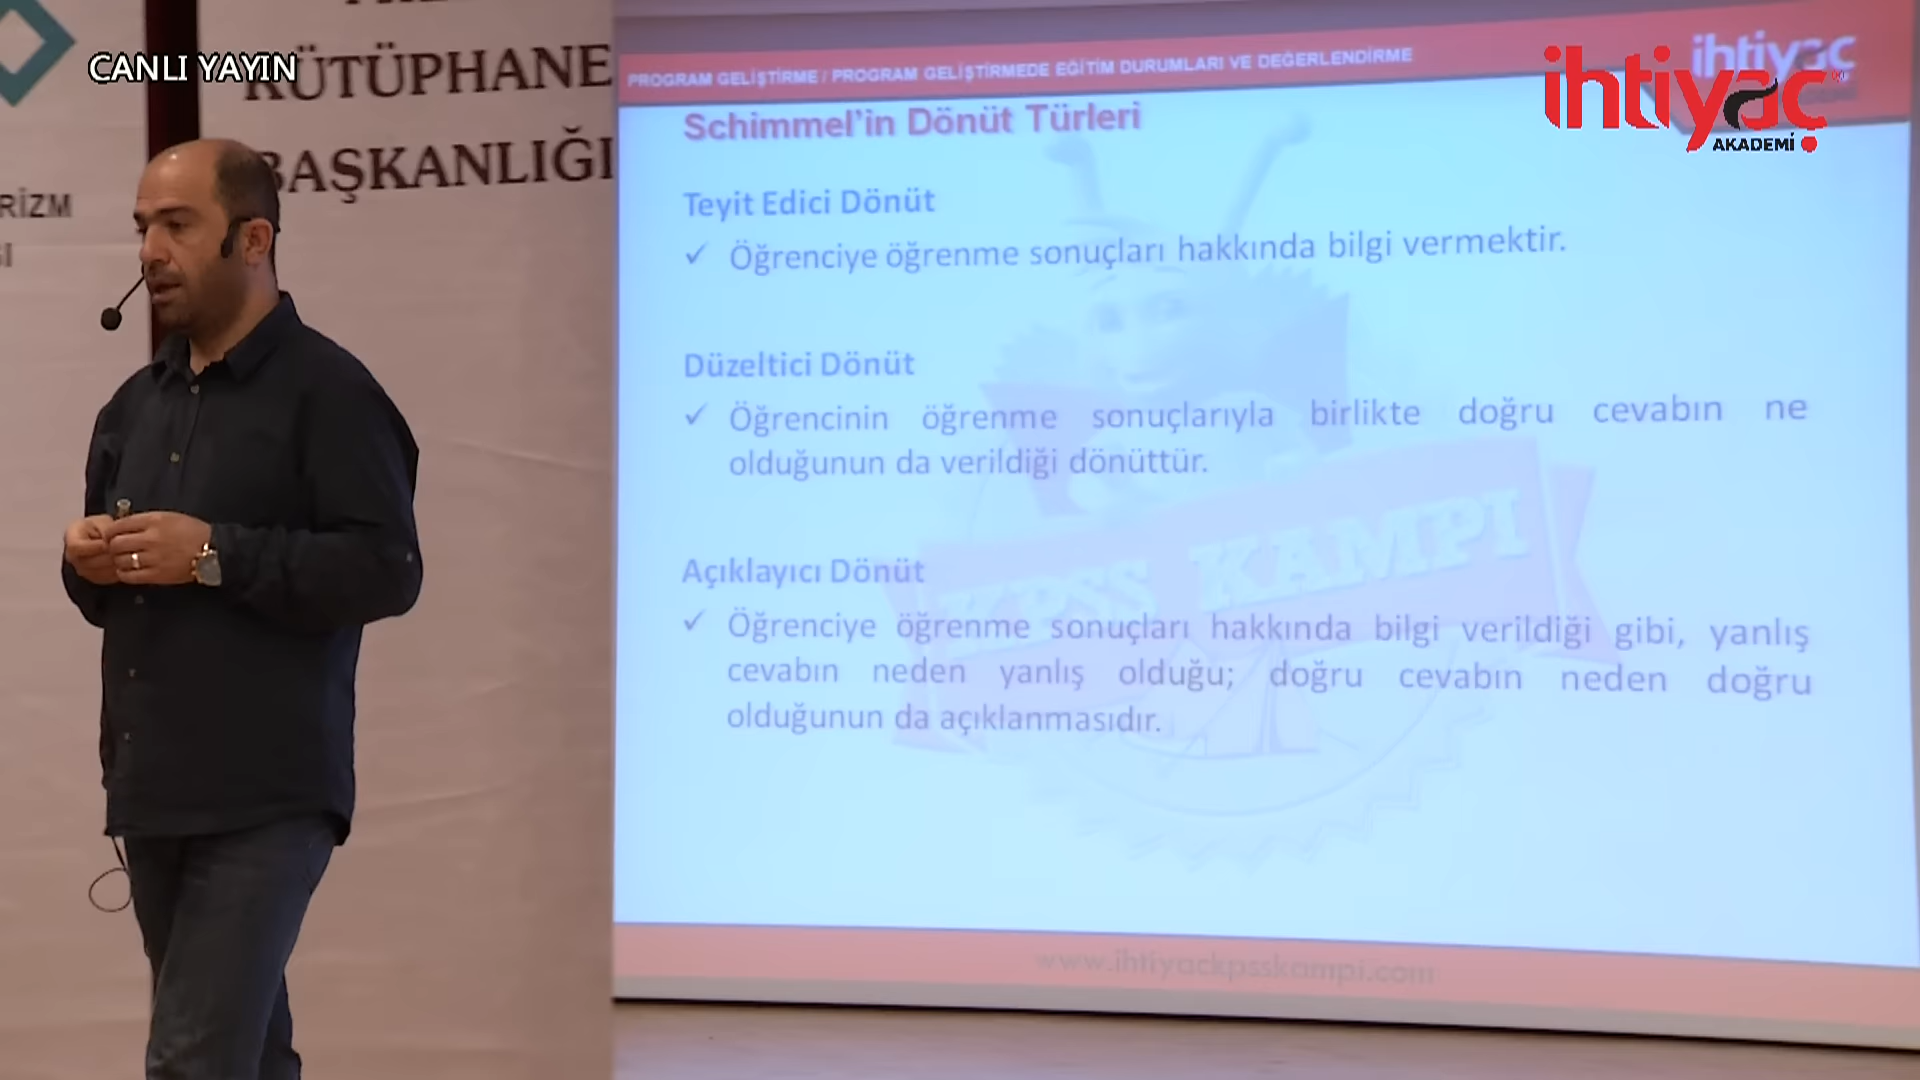 CANLI YAYIN
KÜTÜPHANE
BAŞKANLIĞI
RİZM
PROGRAM GELİŞTİRME / PROGRAM GELİŞTİRMEDE EĞİTİM DURUMLARI VE DEĞERLENDİRME
ihtiyaç
ihtiyaç
AKADEMİ
Schimmel'in Dönüt Türleri
Teyit Edici Dönüt
✓ Öğrenciye öğrenme sonuçları hakkında bilgi vermektir.
Düzeltici Dönüt
✓ Öğrencinin öğrenme sonuçlarıyla birlikte doğru cevabın ne
olduğunun da verildiği dönüttür.
KPSS KAMPI
Açıklayıcı Dönüt
✓ Öğrenciye öğrenme sonuçları hakkında bilgi verildiği gibi, yanlış
cevabın neden yanlış olduğu; doğru cevabın neden doğru
olduğunun da açıklanmasıdır.
www.ihtiyackpsskampi.com